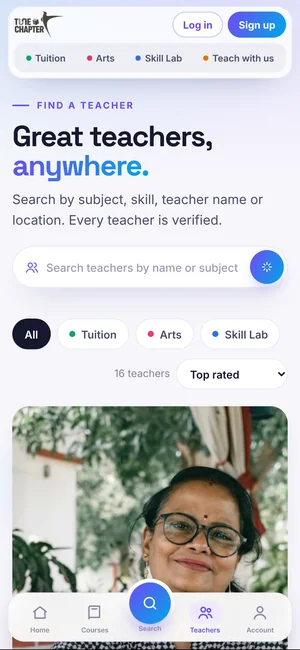 TUNE
CHAPTER
Log in
Sign up
Tuition
Arts
Skill Lab
Teach with us
FIND A TEACHER
Great teachers,
anywhere.
Search by subject, skill, teacher name or
location. Every teacher is verified.
Search teachers by name or subject
All
Tuition
Arts
Skill Lab
16 teachers
Top rated
Home
Courses
Search
Teachers
Account